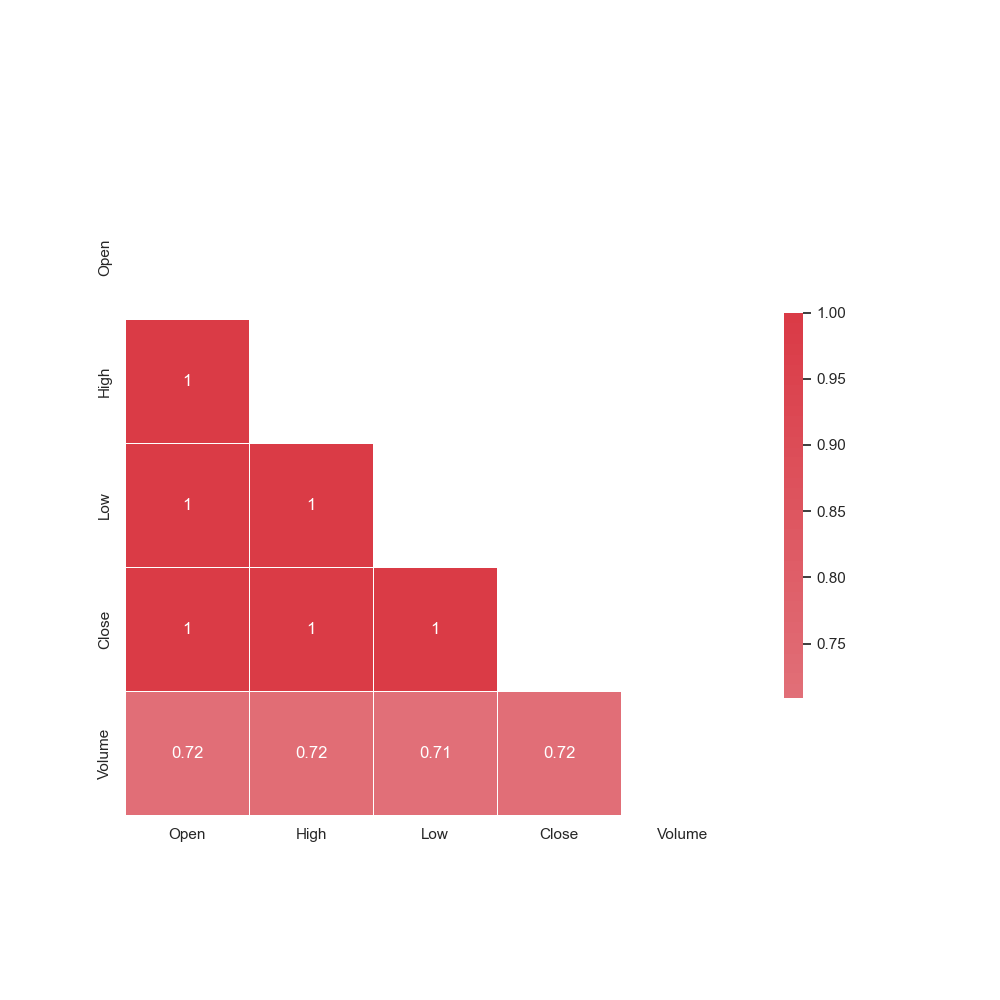 Open
1.00
High
1
0.95
0.90
Low
1
1
0.85
0.80
Close
1
1
1
0.75
Volume
0.72
0.72
0.71
0.72
Open
High
Low
Close
Volume